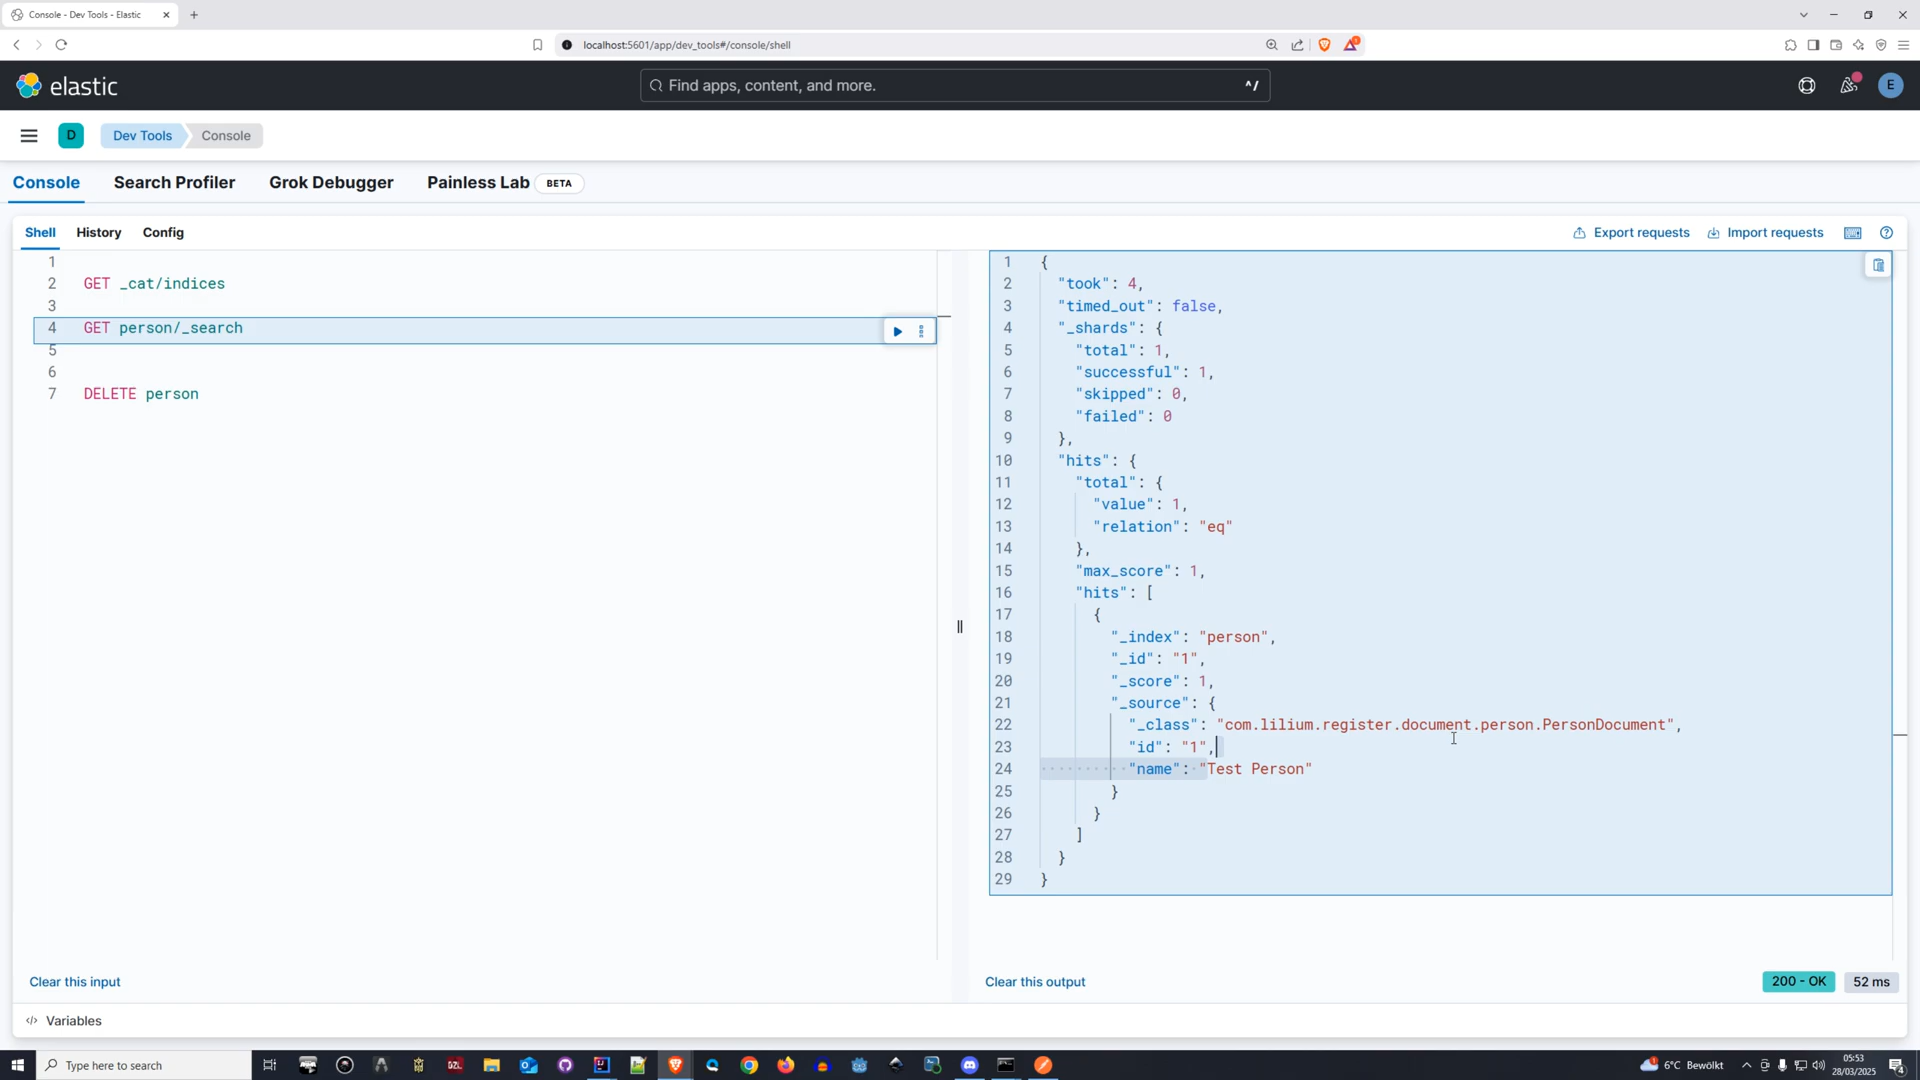 Console - Dev Tools - Elastic
localhost:5601/app/dev_tools#/console/shell
elastic
Find apps, content, and more.
^/
E
D
Dev Tools
Console
Console
Search Profiler
Grok Debugger
Painless Lab
BETA
Shell
History
Config
Export requests
Import requests
1
2 GET _cat/indices
3
4 GET person/_search
5
6
7 DELETE person
1 {
2 "took": 4,
3 "timed_out": false,
4 "_shards": {
5 "total": 1,
6 "successful": 1,
7 "skipped": 0,
8 "failed": 0
9 },
10 "hits": {
11 "total": {
12 "value": 1,
13 "relation": "eq"
14 },
15 "max_score": 1,
16 "hits": [
17 {
18 "_index": "person",
19 "_id": "1",
20 "_score": 1,
21 "_source": {
22 "_class": "com.lilium.register.document.person.PersonDocument",
23 "id": "1",
24 "name": "Test Person"
25 }
26 }
27 ]
28 }
29 }
Clear this input
Clear this output
200 - OK
52 ms
Variables
Type here to search
DZL
6°C Bewölkt
05:53
28/03/2025
4